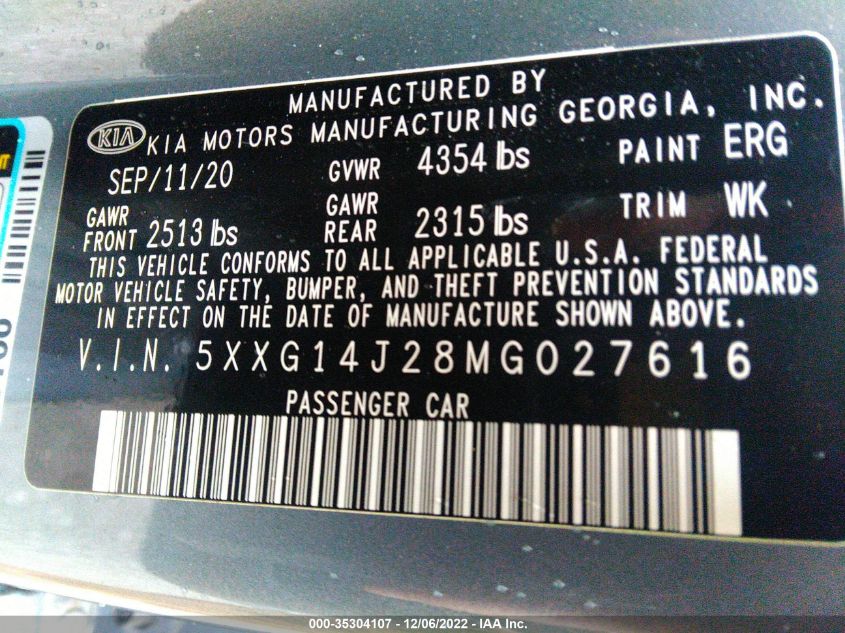 MANUFACTURED BY
KIA KIA MOTORS MANUFACTURING GEORGIA, INC.
SEP/11/20 GVWR 4354 lbs PAINT ERG
GAWR FRONT 2513 lbs GAWR REAR 2315 lbs TRIM WK
THIS VEHICLE CONFORMS TO ALL APPLICABLE U.S.A. FEDERAL
MOTOR VEHICLE SAFETY, BUMPER, AND THEFT PREVENTION STANDARDS
IN EFFECT ON THE DATE OF MANUFACTURE SHOWN ABOVE.
V.I.N. 5XXG14J28MG027616
PASSENGER CAR
000-35304107 - 12/06/2022 - IAA Inc.